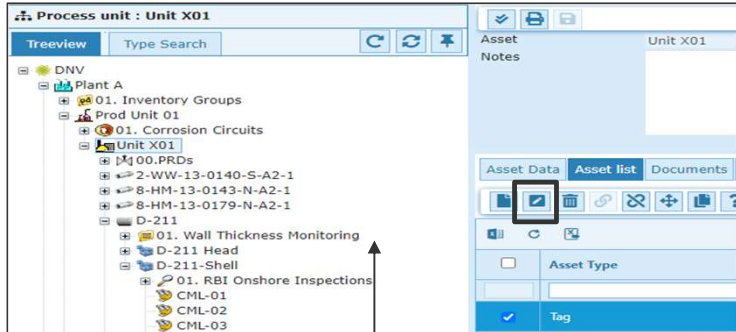 Process unit : Unit X01
Treeview Type Search
DNV
Plant A
01. Inventory Groups
Prod Unit 01
01. Corrosion Circuits
Unit X01
00.PRDs
2-WW-13-0140-S-A2-1
8-HM-13-0143-N-A2-1
8-HM-13-0179-N-A2-1
D-211
01. Wall Thickness Monitoring
D-211 Head
D-211-Shell
01. RBI Onshore Inspections
CML-01
CML-02
CML-03
Asset Unit X01
Notes
Asset Data Asset list Documents
?
Asset Type
Tag